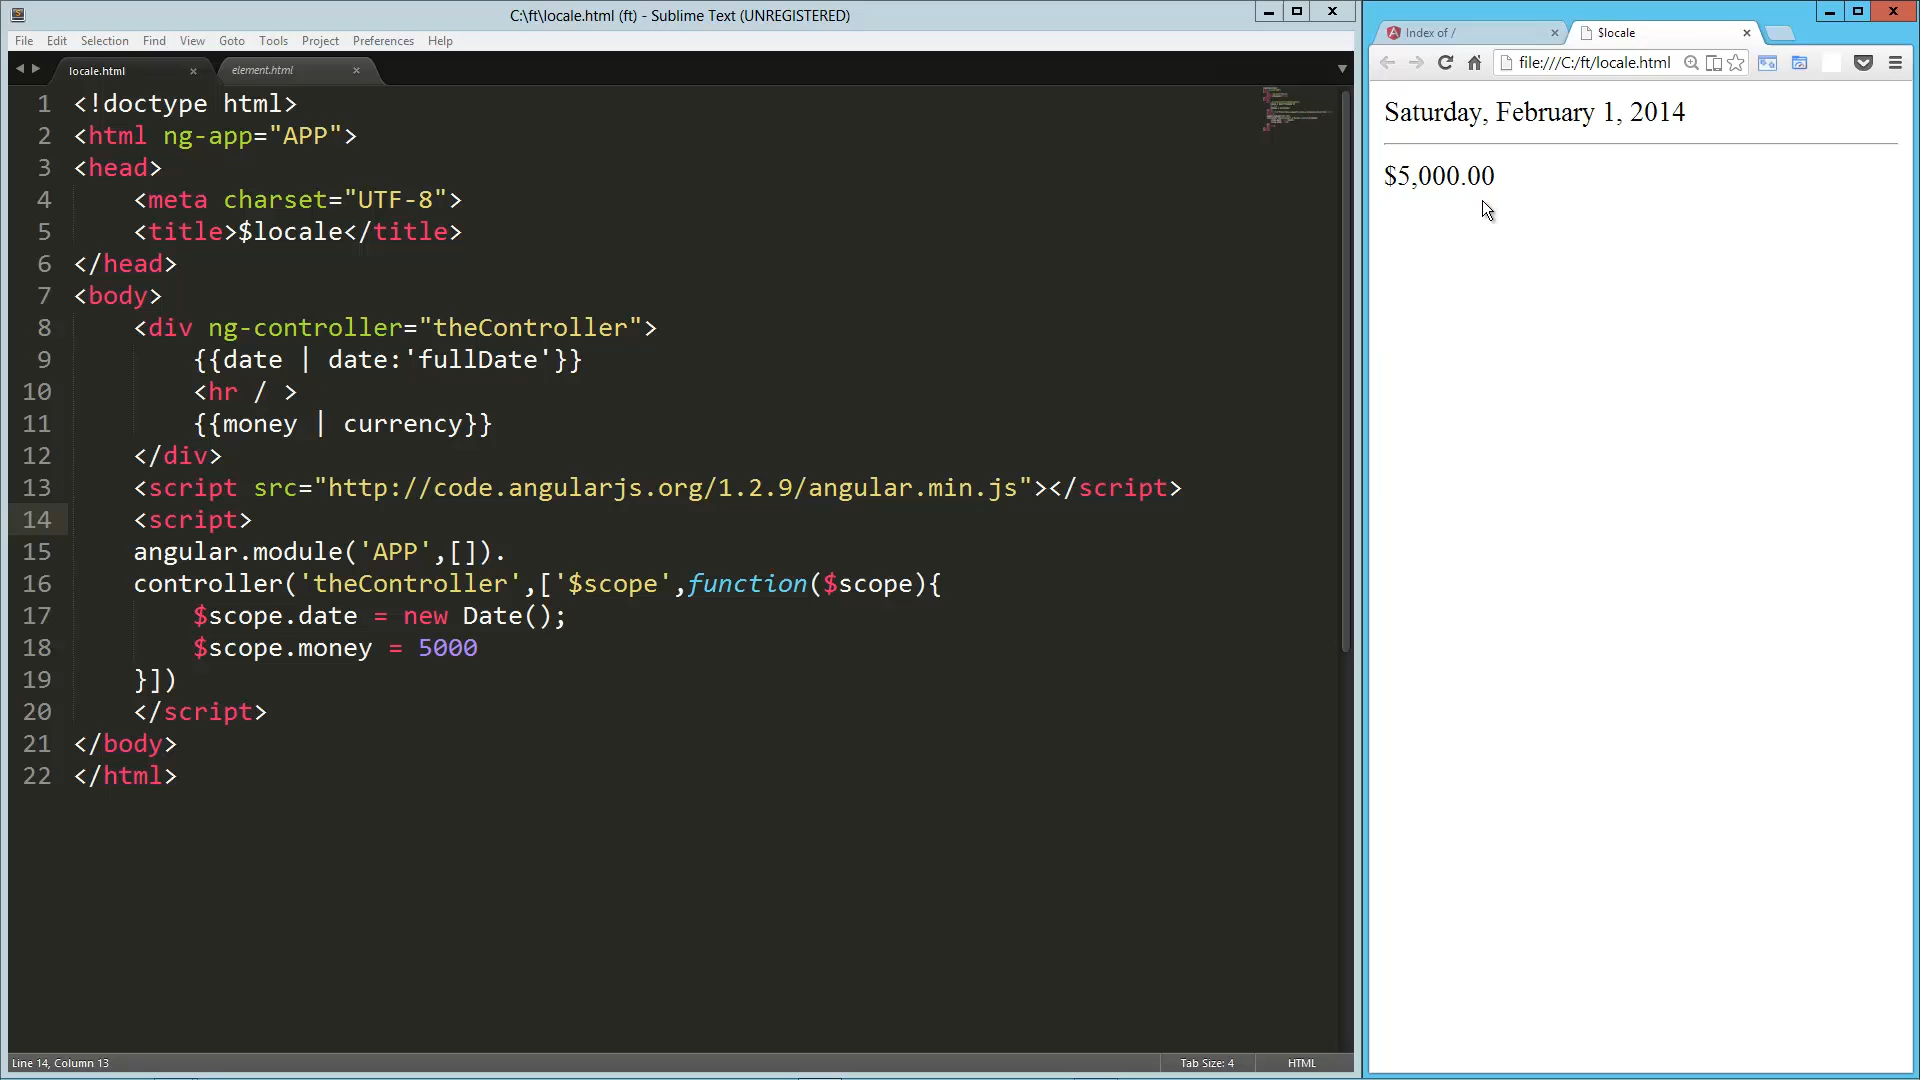 C:\ft\locale.html (ft) - Sublime Text (UNREGISTERED)
File Edit Selection Find View Goto Tools Project Preferences Help
locale.html element.html
1 <!doctype html>
2 <html ng-app="APP">
3 <head>
4 <meta charset="UTF-8">
5 <title>$locale</title>
6 </head>
7 <body>
8 <div ng-controller="theController">
9 {{date | date:'fullDate'}}
10 <hr / >
11 {{money | currency}}
12 </div>
13 <script src="http://code.angularjs.org/1.2.9/angular.min.js"></script>
14 <script>
15 angular.module('APP',[]).
16 controller('theController',['$scope',function($scope){
17 $scope.date = new Date();
18 $scope.money = 5000
19 }])
20 </script>
21 </body>
22 </html>
Line 14, Column 13
Tab Size: 4
HTML
Index of /
$locale
file:///C:/ft/locale.html
Saturday, February 1, 2014
$5,000.00